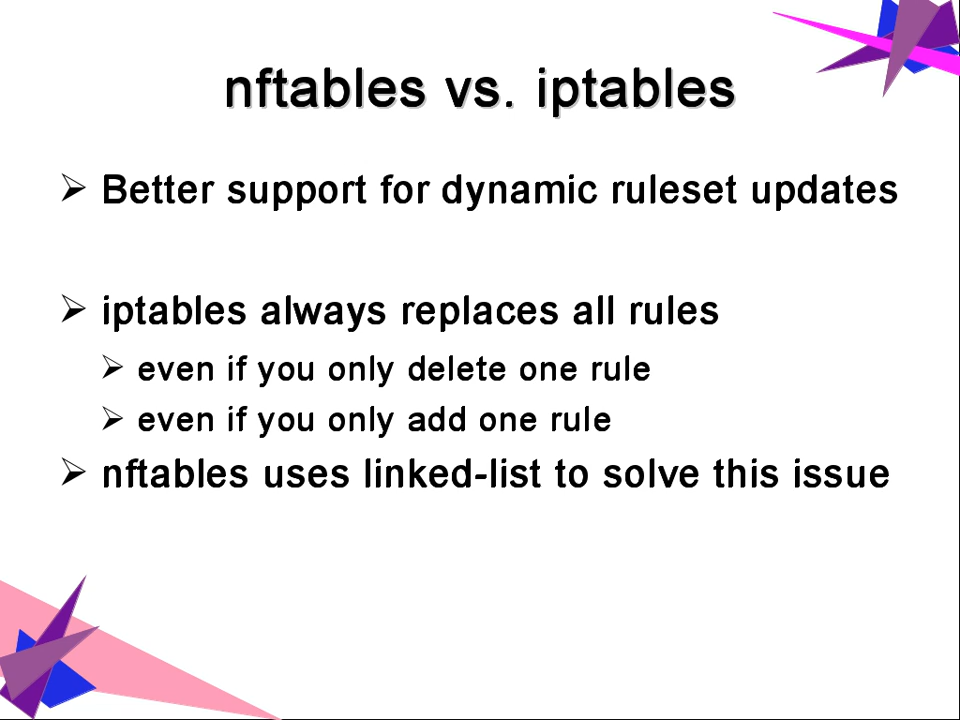 nftables vs. iptables
➢ Better support for dynamic ruleset updates
➢ iptables always replaces all rules
➢ even if you only delete one rule
➢ even if you only add one rule
➢ nftables uses linked-list to solve this issue